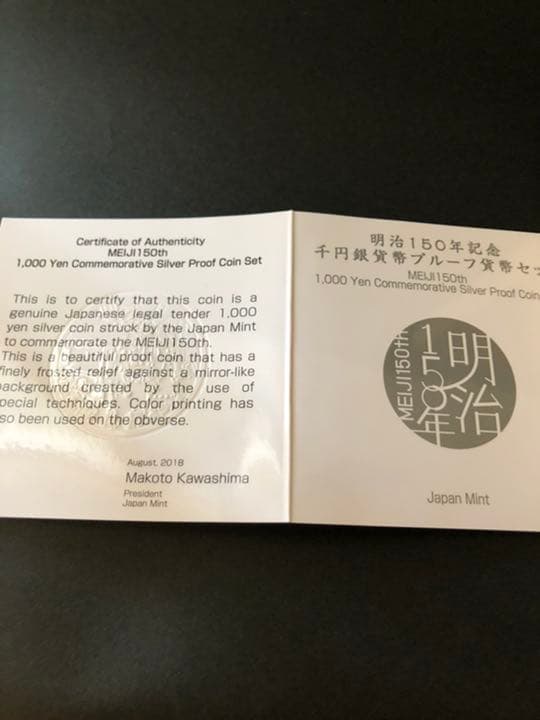 Certificate of Authenticity
MEIJI150th
1,000 Yen Commemorative Silver Proof Coin Set
This is to certify that this coin is a
genuine Japanese legal tender 1,000
yen silver coin struck by the Japan Mint
to commemorate the MEIJI150th.
This is a beautiful proof coin that has a
finely frosted relief against a mirror-like
background created by the use of
special techniques. Color printing has
so been used on the obverse.
August, 2018
Makoto Kawashima
President
Japan Mint
明治150年記念
千円銀貨幣プルーフ貨幣セ
MEIJI150th
1,000 Yen Commemorative Silver Proof Coin
MEIJI150th
150年
明治
Japan Mint